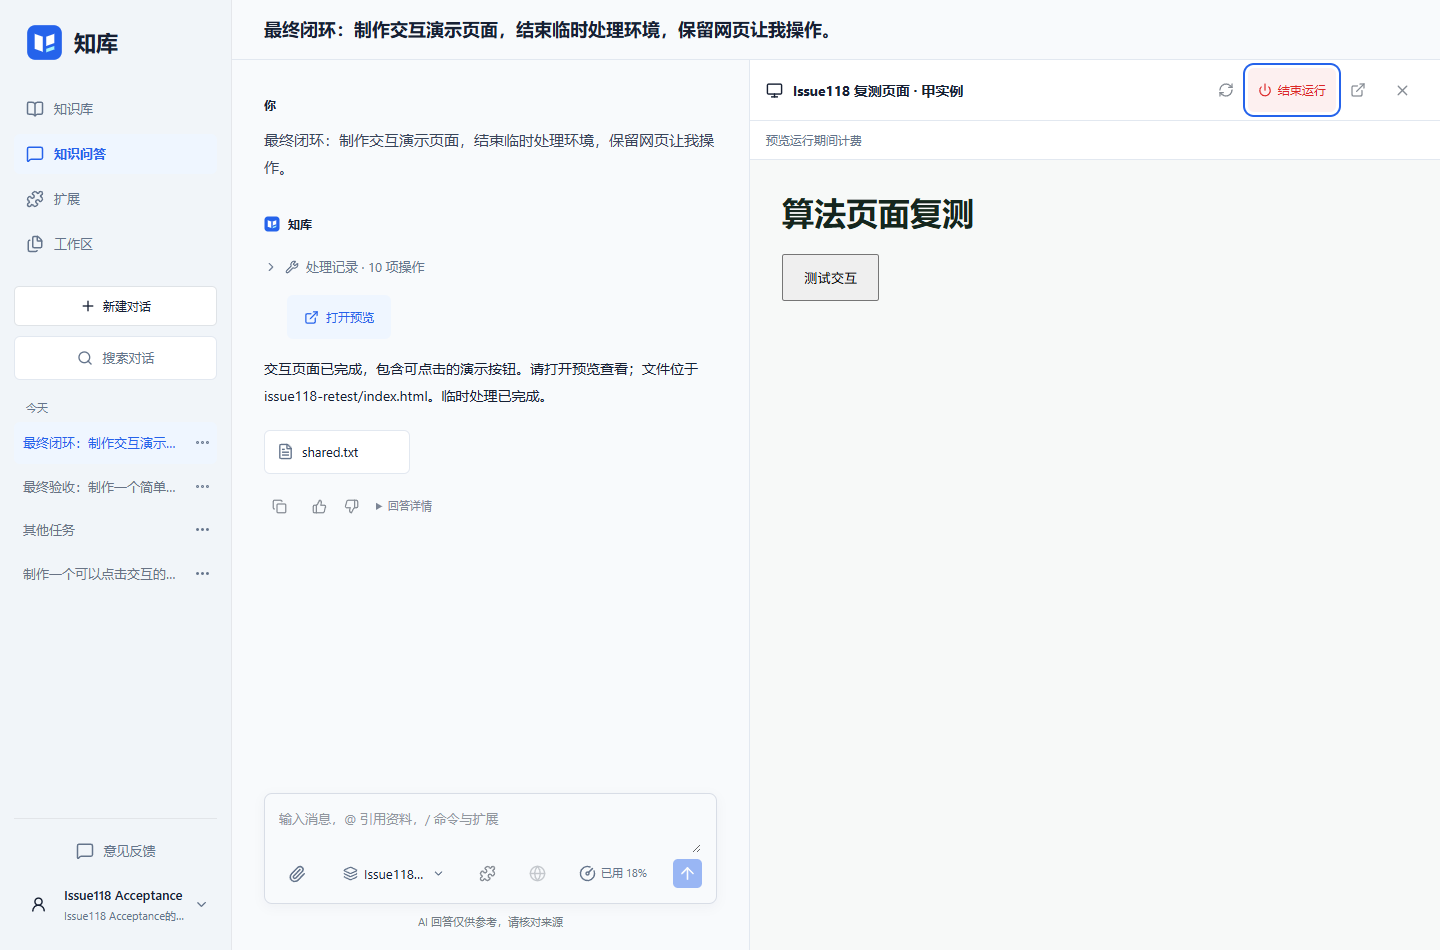 知库
知识库
知识问答
扩展
工作区
新建对话
搜索对话
今天
最终闭环：制作交互演示...
最终验收：制作一个简单...
其他任务
制作一个可以点击交互的...
意见反馈
Issue118 Acceptance
Issue118 Acceptance的...
最终闭环：制作交互演示页面，结束临时处理环境，保留网页让我操作。
你
最终闭环：制作交互演示页面，结束临时处理环境，保留网页让我操
作。
知库
处理记录 · 10 项操作
打开预览
交互页面已完成，包含可点击的演示按钮。请打开预览查看；文件位于
issue118-retest/index.html。临时处理已完成。
shared.txt
回答详情
输入消息，@ 引用资料，/ 命令与扩展
Issue118...
已用 18%
AI 回答仅供参考，请核对来源
Issue118 复测页面 · 甲实例
结束运行
预览运行期间计费
算法页面复测
测试交互